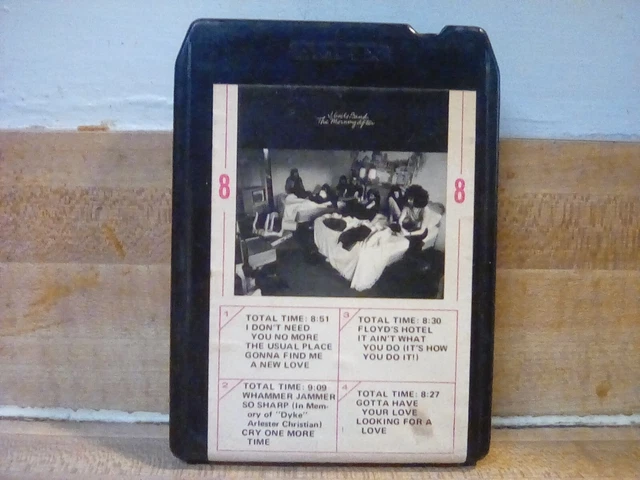 J. Geils Band
The Morning After
8
8
1
TOTAL TIME: 8:51
I DON'T NEED
YOU NO MORE
THE USUAL PLACE
GONNA FIND ME
A NEW LOVE
2
TOTAL TIME: 9:09
WHAMMER JAMMER
SO SHARP (In Mem-
ory of "Dyke"
Arlester Christian)
CRY ONE MORE
TIME
3
TOTAL TIME: 8:30
FLOYD'S HOTEL
IT AIN'T WHAT
YOU DO (IT'S HOW
YOU DO IT!)
4
TOTAL TIME: 8:27
GOTTA HAVE
YOUR LOVE
LOOKING FOR A
LOVE